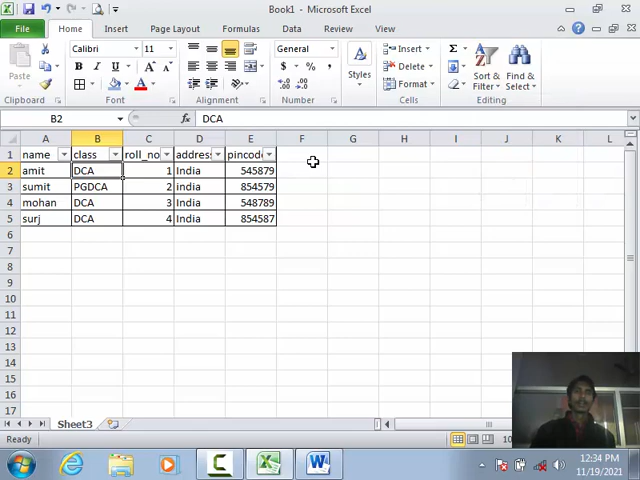 Book1 - Microsoft Excel
File Home Insert Page Layout Formulas Data Review View
Paste
Clipboard
Calibri 11
B I U
A A
Font
Alignment
General
$ % ,
Number
Styles
Insert
Delete
Format
Cells
Σ
Sort & Filter
Find & Select
Editing
B2 fx DCA
A B C D E F G H I J K L
1 name class roll_no address pincode
2 amit DCA 1 India 545879
3 sumit PGDCA 2 india 854579
4 mohan DCA 3 India 548789
5 surj DCA 4 India 854587
6
7
8
9
10
11
12
13
14
15
16
17
Sheet3
Ready
10
12:34 PM
11/19/2021